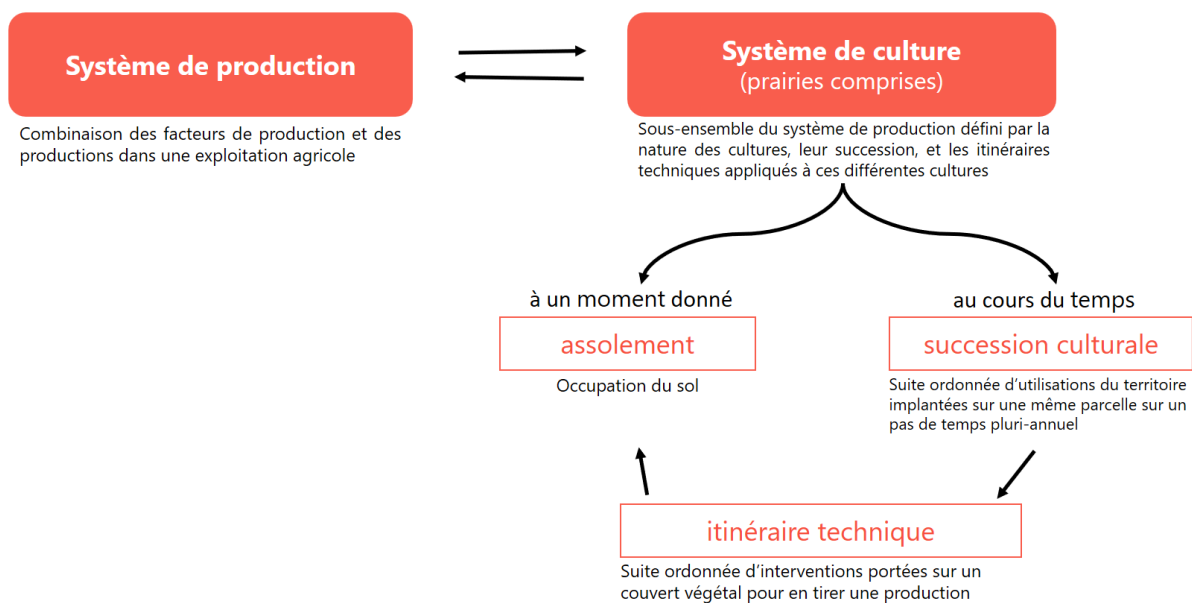 Système de production
Combinaison des facteurs de production et des
productions dans une exploitation agricole
Système de culture
(prairies comprises)
Sous-ensemble du système de production défini par la
nature des cultures, leur succession, et les itinéraires
techniques appliqués à ces différentes cultures
à un moment donné
assolement
Occupation du sol
au cours du temps
succession culturale
Suite ordonnée d'utilisations du territoire
implantées sur une même parcelle sur un
pas de temps pluri-annuel
itinéraire technique
Suite ordonnée d'interventions portées sur un
couvert végétal pour en tirer une production